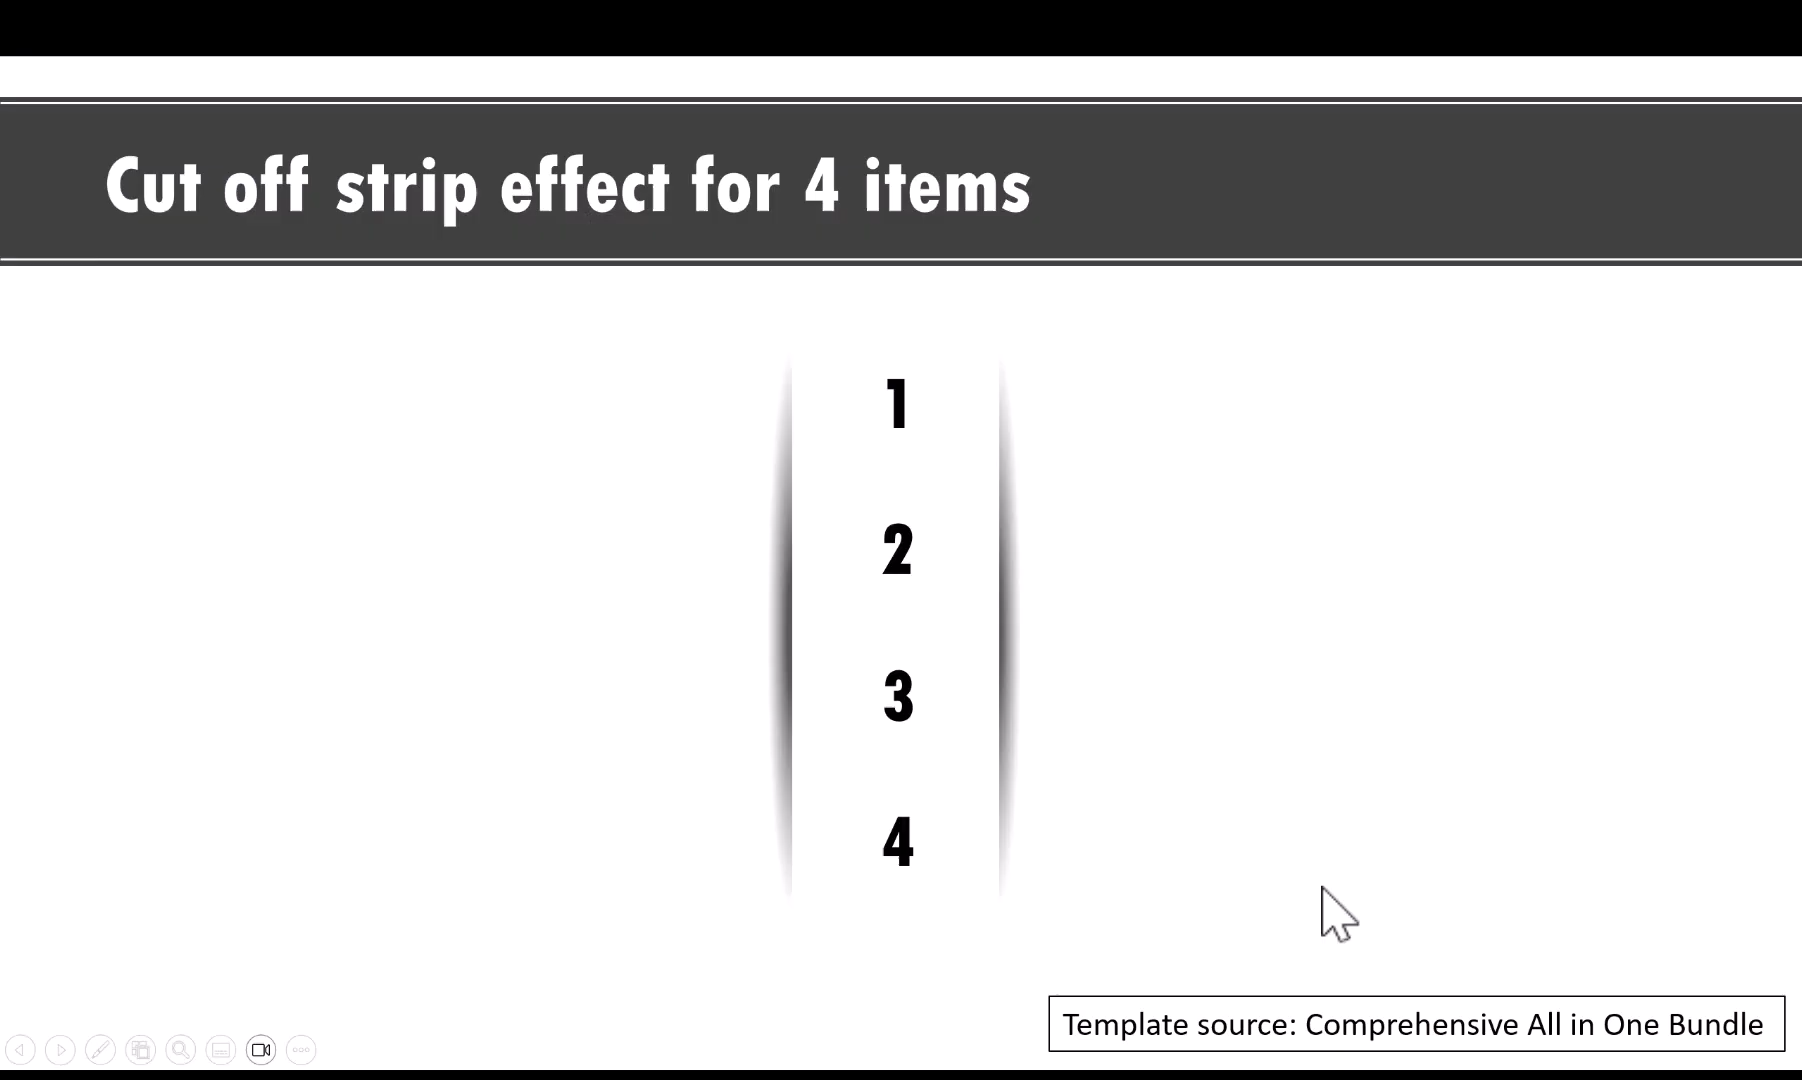 Cut off strip effect for 4 items
1
2
3
4
Template source: Comprehensive All in One Bundle